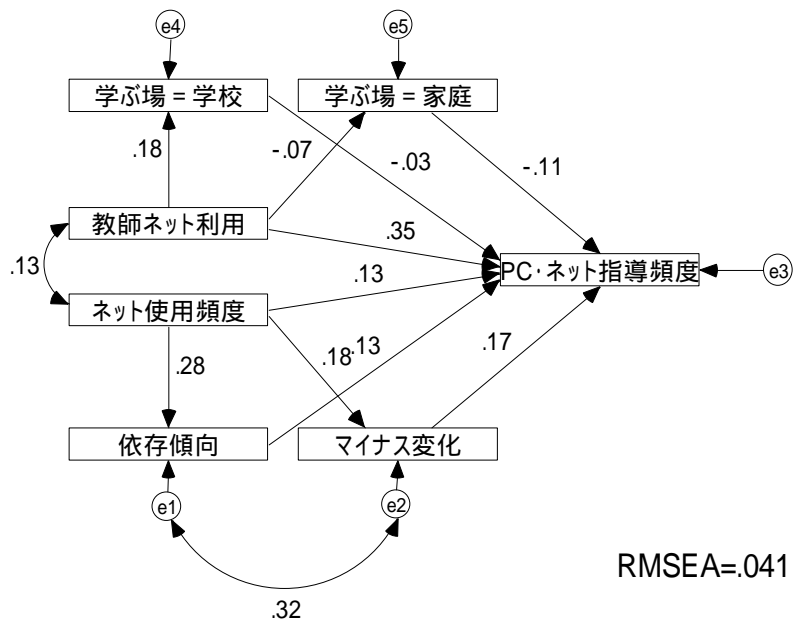 e4
e5
学ぶ場 = 学校
学ぶ場 = 家庭
.18
-.07
-.03
-.11
教師ネット利用
.35
.13
PC・ネット指導頻度
e3
.13
ネット使用頻度
.28
.18
.13
.17
依存傾向
マイナス変化
e1
e2
RMSEA=.041
.32